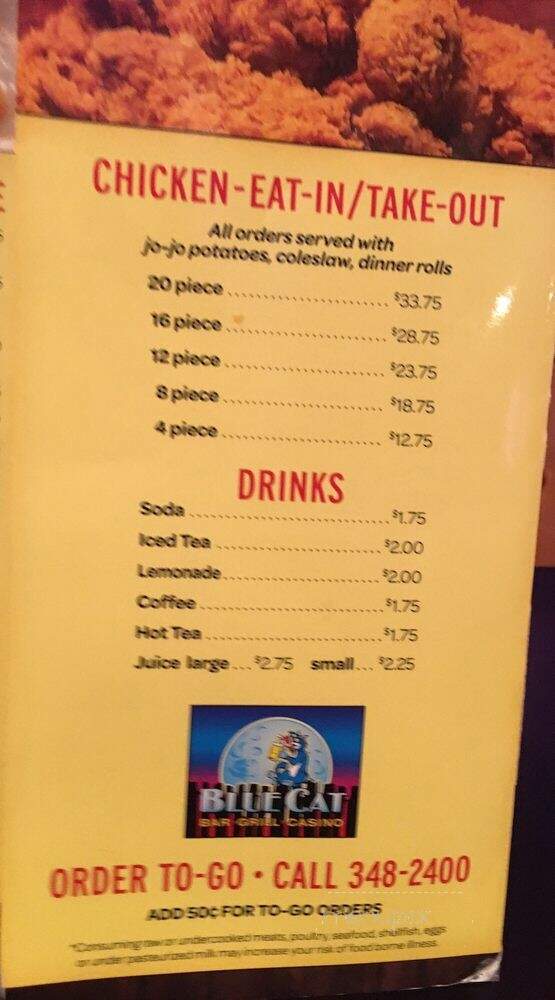 CHICKEN-EAT-IN/TAKE-OUT
All orders served with
jo-jo potatoes, coleslaw, dinner rolls
20 piece ........................ $33.75
16 piece ........................ $28.75
12 piece ........................ $23.75
8 piece ........................ $18.75
4 piece ........................ $12.75
DRINKS
Soda ........................ $1.75
Iced Tea ........................ $2.00
Lemonade ........................ $2.00
Coffee ........................ $1.75
Hot Tea ........................ $1.75
Juice large ... $2.75 small ... $2.25
BLUE CAT
BAR·GRILL·CASINO
ORDER TO-GO • CALL 348-2400
ADD 50¢ FOR TO-GO ORDERS
*Consuming raw or undercooked meats, poultry, seafood, shellfish, eggs
or under pasteurized milk may increase your risk of food borne illness.